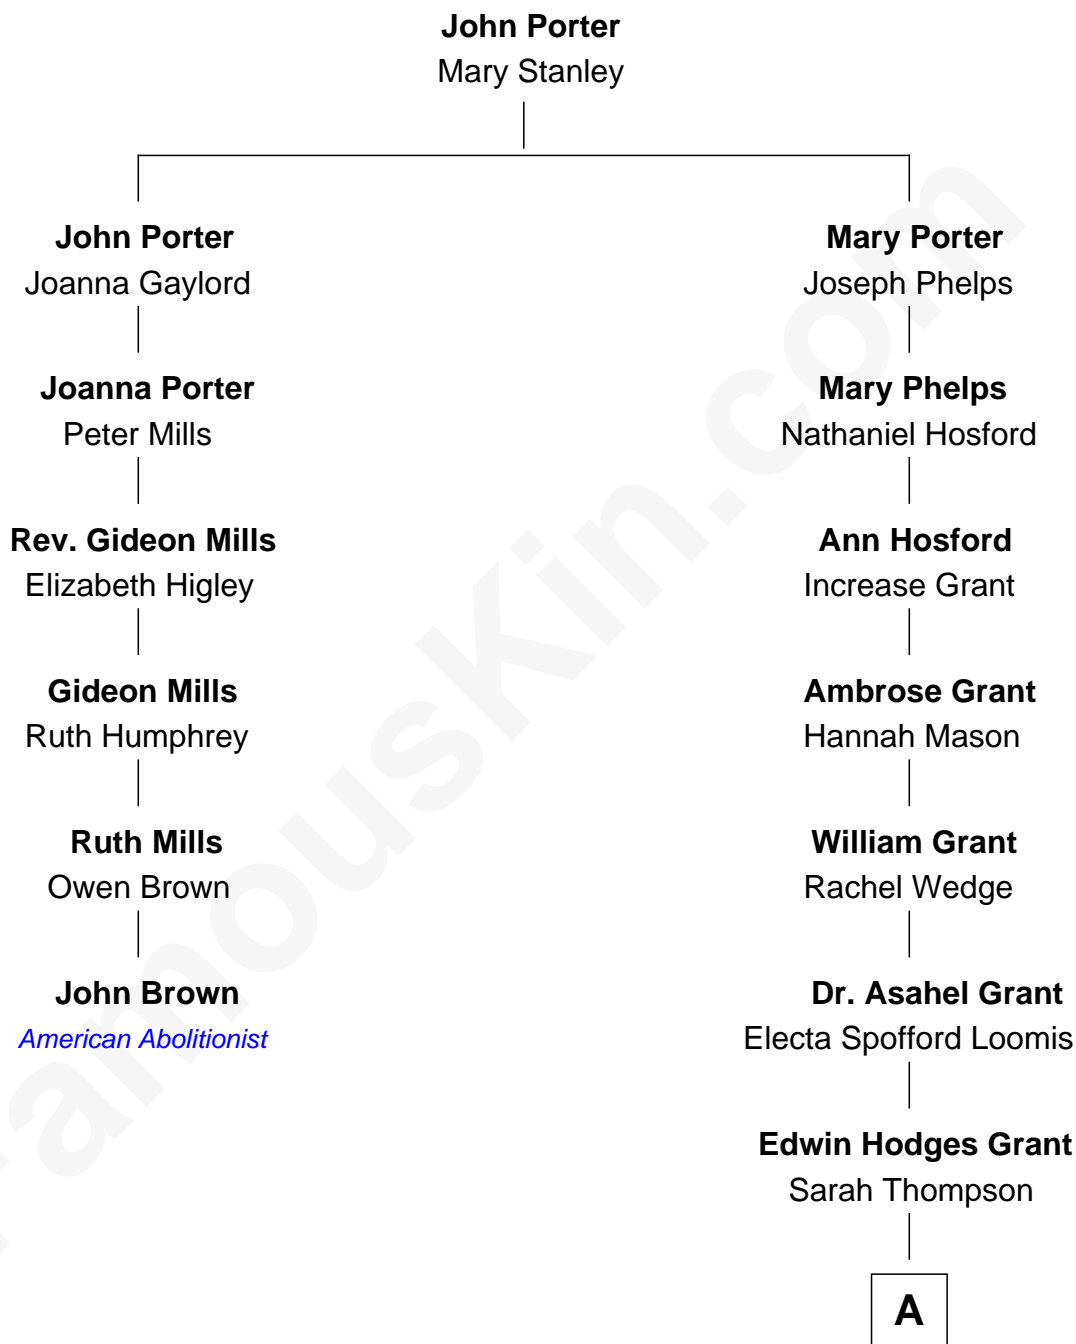 John Porter
Mary Stanley
John Porter
Joanna Gaylord
Mary Porter
Joseph Phelps
Joanna Porter
Peter Mills
Mary Phelps
Nathaniel Hosford
Rev. Gideon Mills
Elizabeth Higley
Ann Hosford
Increase Grant
Gideon Mills
Ruth Humphrey
Ambrose Grant
Hannah Mason
Ruth Mills
Owen Brown
William Grant
Rachel Wedge
John Brown
American Abolitionist
Dr. Asahel Grant
Electa Spofford Loomis
Edwin Hodges Grant
Sarah Thompson
A
FamousKin.com